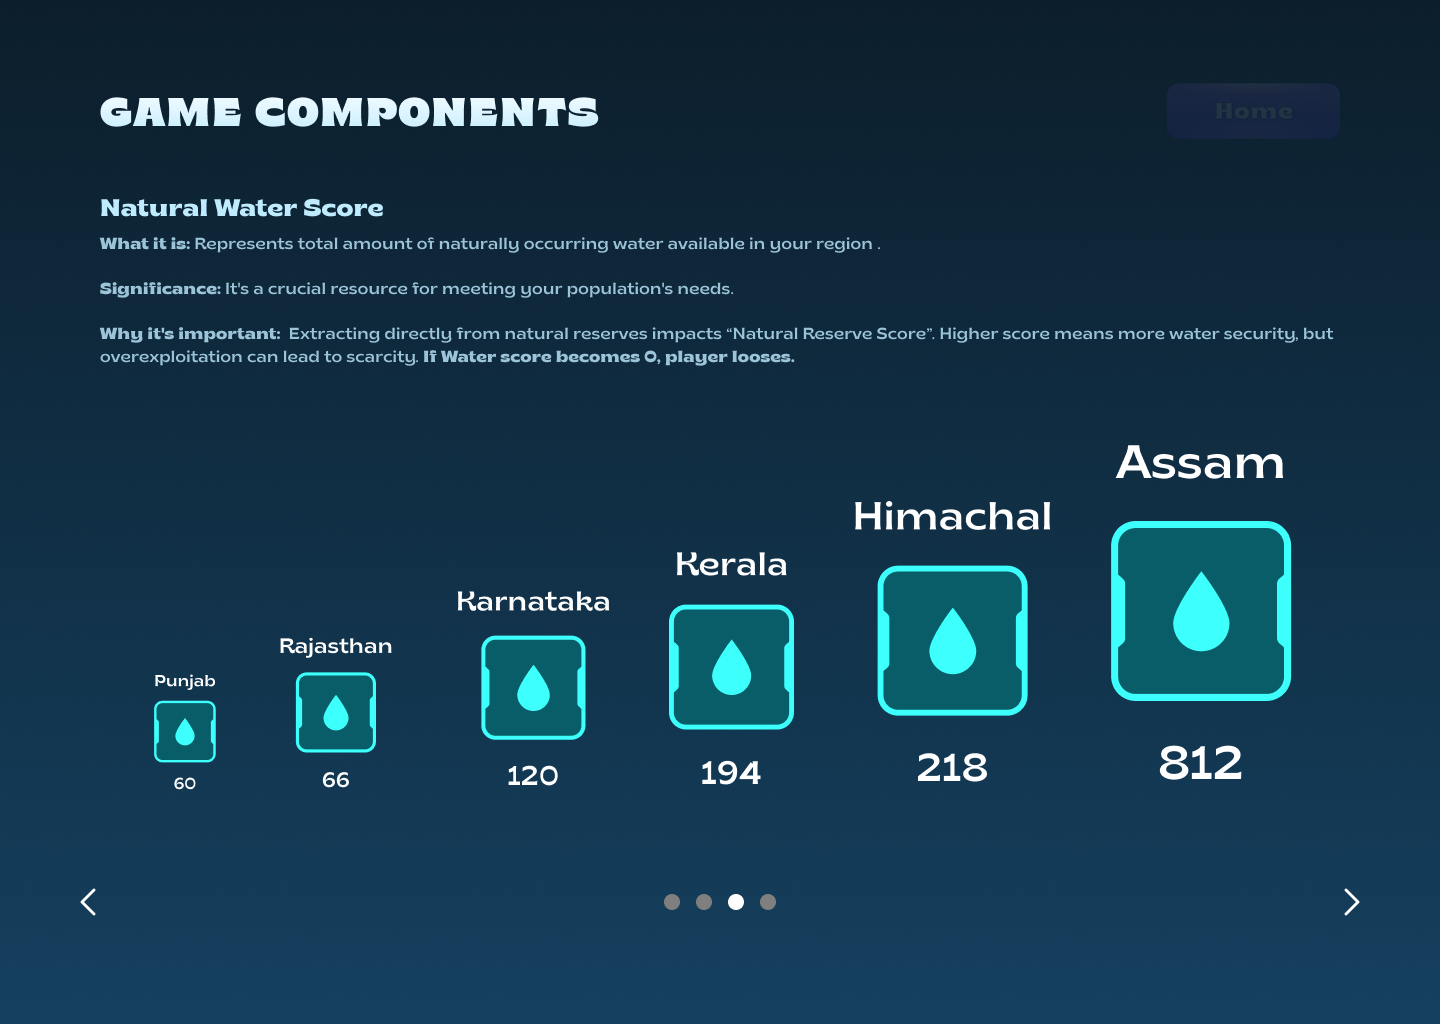 GAME COMPONENTS
Home
Natural Water Score
What it is: Represents total amount of naturally occurring water available in your region .
Significance: It's a crucial resource for meeting your population's needs.
Why it's important:  Extracting directly from natural reserves impacts “Natural Reserve Score”. Higher score means more water security, but
overexploitation can lead to scarcity. If Water score becomes 0, player looses.
Punjab
60
Rajasthan
66
Karnataka
120
Kerala
194
Himachal
218
Assam
812